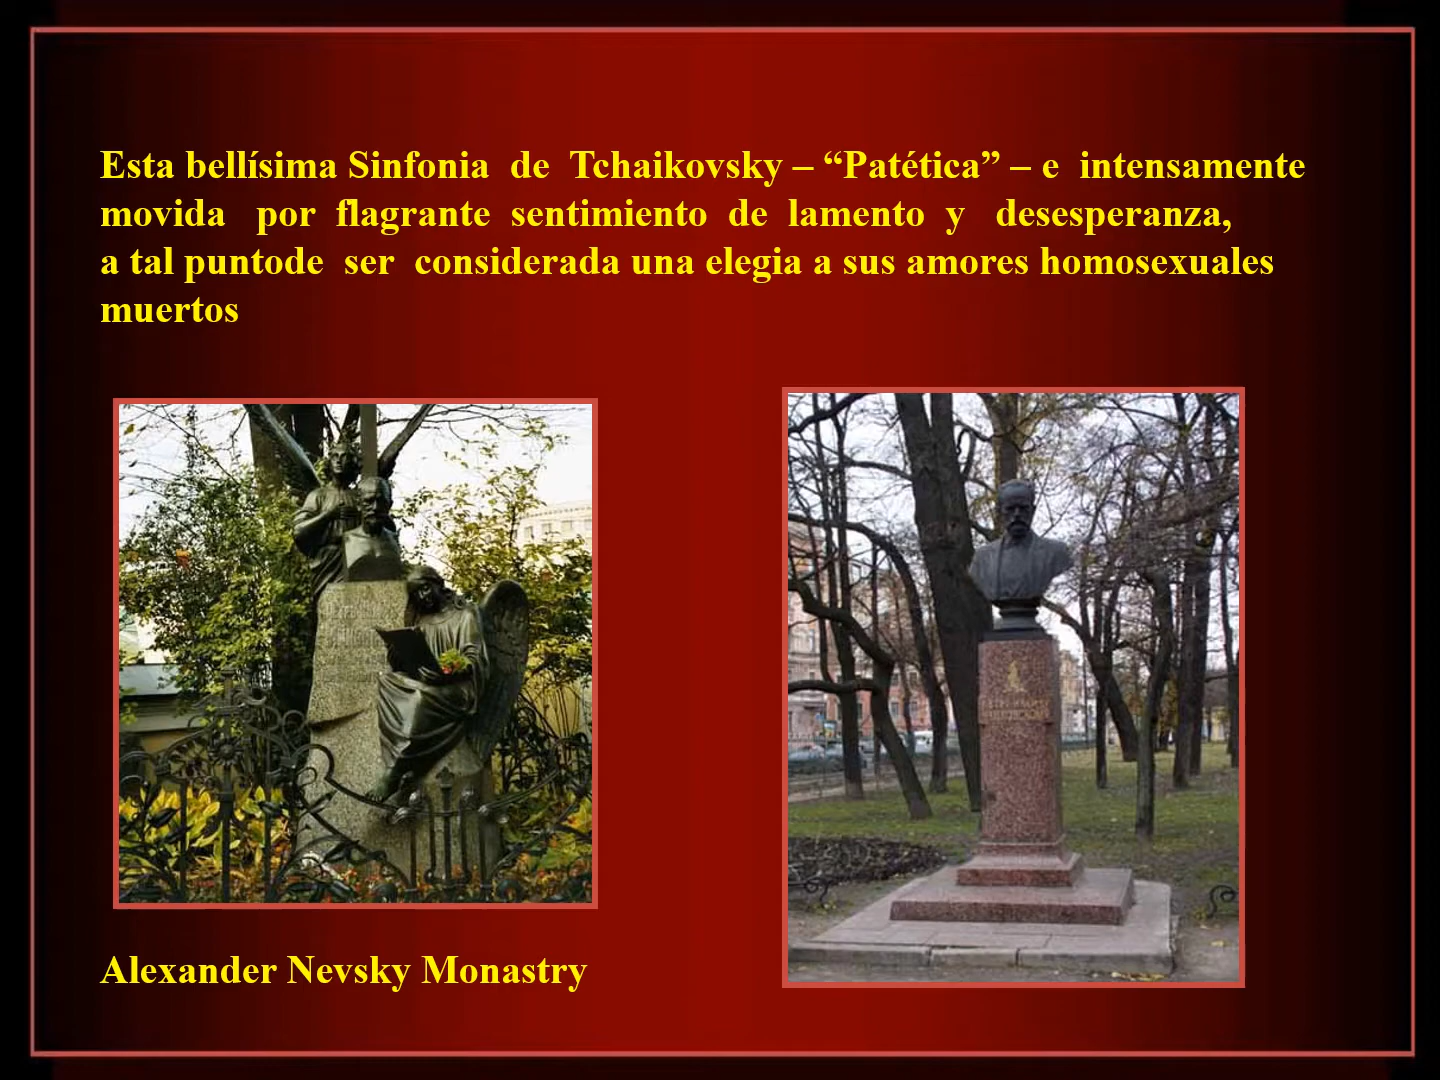 Esta bellísima Sinfonia de Tchaikovsky – “Patética” – e intensamente
movida por flagrante sentimiento de lamento y desesperanza,
a tal puntode ser considerada una elegia a sus amores homosexuales
muertos
Alexander Nevsky Monastry